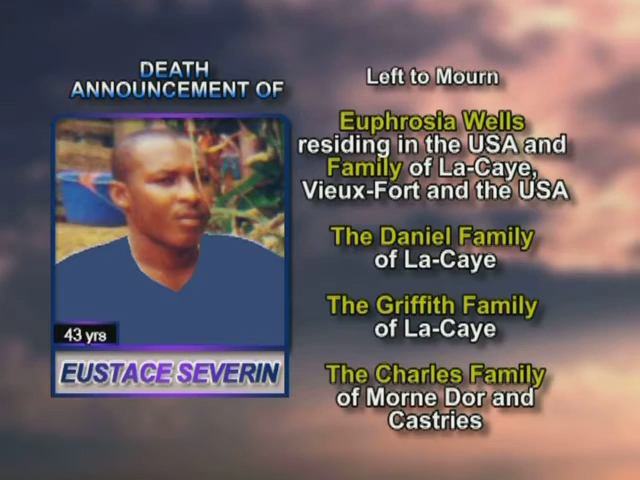 DEATH
ANNOUNCEMENT OF
43 yrs
EUSTACE SEVERIN
Left to Mourn
Euphrosia Wells
residing in the USA and
Family of La-Caye,
Vieux-Fort and the USA
The Daniel Family
of La-Caye
The Griffith Family
of La-Caye
The Charles Family
of Morne Dor and
Castries